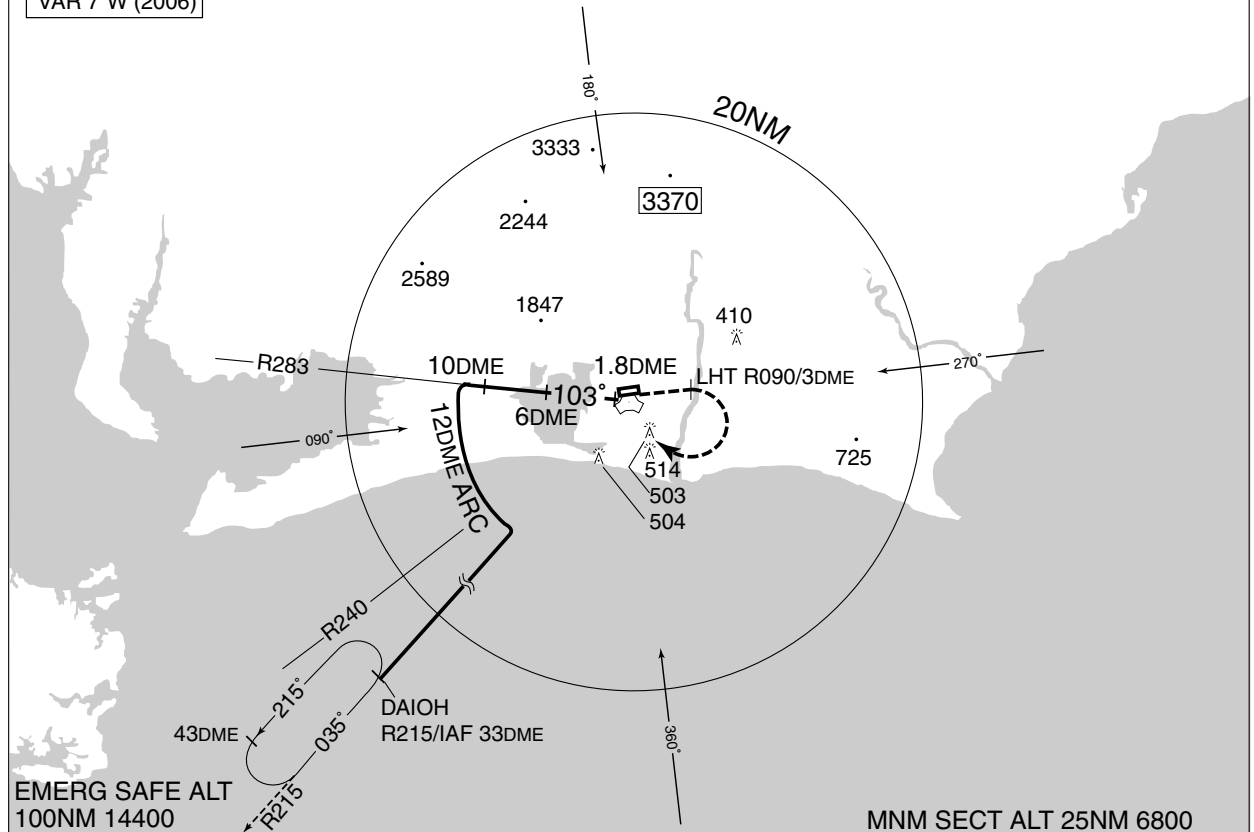 VAR 7°W (2006)
180°
20NM
3333
3370
2244
2589
1847
410
R283
10DME
1.8DME
LHT R090/3DME
270°
103°
6DME
090°
12DME ARC
725
514
503
504
R240
215°
035°
DAIOH
R215/IAF 33DME
43DME
360°
R215
EMERG SAFE ALT
100NM 14400
MNM SECT ALT 25NM 6800